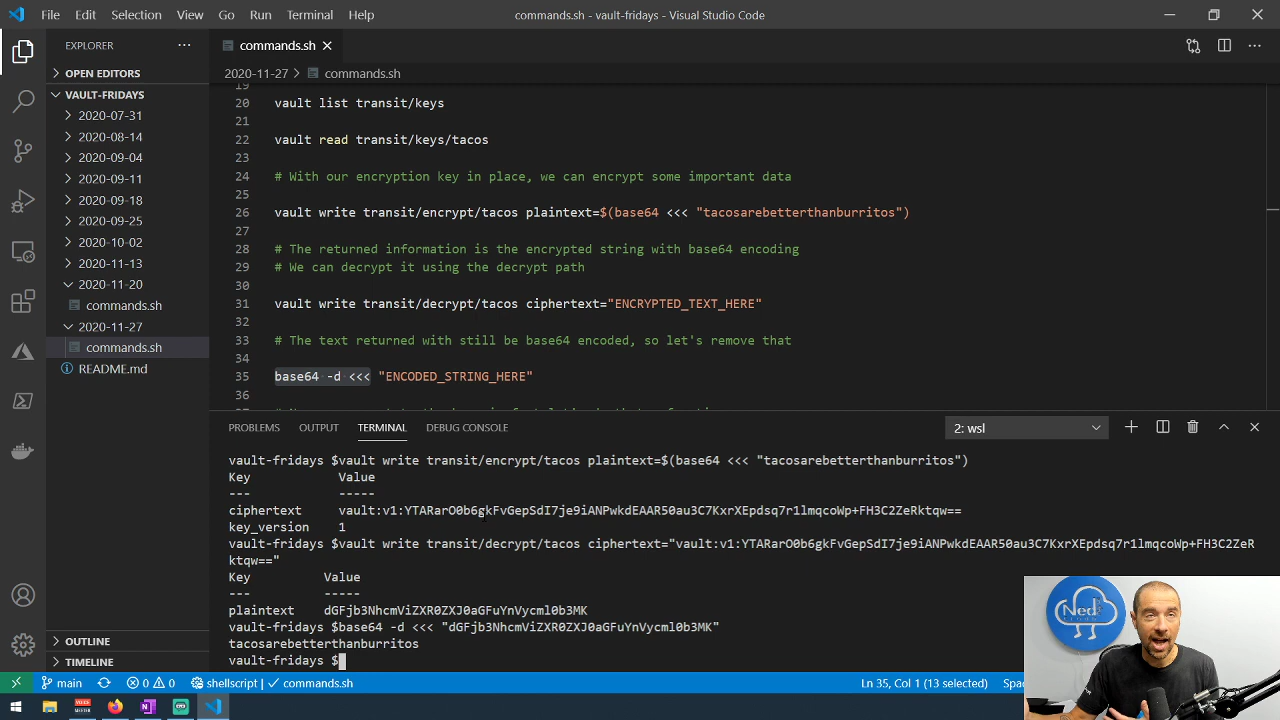 File Edit Selection View Go Run Terminal Help
commands.sh - vault-fridays - Visual Studio Code
EXPLORER
commands.sh
OPEN EDITORS
2020-11-27 > commands.sh
VAULT-FRIDAYS
2020-07-31
2020-08-14
2020-09-04
2020-09-11
2020-09-18
2020-09-25
2020-10-02
2020-11-13
2020-11-20
commands.sh
2020-11-27
commands.sh
README.md
OUTLINE
TIMELINE
19
20 vault list transit/keys
21
22 vault read transit/keys/tacos
23
24 # With our encryption key in place, we can encrypt some important data
25
26 vault write transit/encrypt/tacos plaintext=$(base64 <<< "tacosarebetterthanburritos")
27
28 # The returned information is the encrypted string with base64 encoding
29 # We can decrypt it using the decrypt path
30
31 vault write transit/decrypt/tacos ciphertext="ENCRYPTED_TEXT_HERE"
32
33 # The text returned with still be base64 encoded, so let's remove that
34
35 base64 -d <<< "ENCODED_STRING_HERE"
36
PROBLEMS OUTPUT TERMINAL DEBUG CONSOLE
2: wsl
vault-fridays $vault write transit/encrypt/tacos plaintext=$(base64 <<< "tacosarebetterthanburritos")
Key Value
--- -----
ciphertext vault:v1:YTARarO0b6gkFvGepSdI7je9iANPwkdEAAR50au3C7KxrXEpdsq7r1lmqcoWp+FH3C2ZeRktqw==
key_version 1
vault-fridays $vault write transit/decrypt/tacos ciphertext="vault:v1:YTARarO0b6gkFvGepSdI7je9iANPwkdEAAR50au3C7KxrXEpdsq7r1lmqcoWp+FH3C2ZeR
ktqw=="
Key Value
--- -----
plaintext dGFjb3NhcmViZXR0ZXJ0aGFuYnVycml0b3MK
vault-fridays $base64 -d <<< "dGFjb3NhcmViZXR0ZXJ0aGFuYnVycml0b3MK"
tacosarebetterthanburritos
vault-fridays $
main
0 0
shellscript | commands.sh
Ln 35, Col 1 (13 selected)